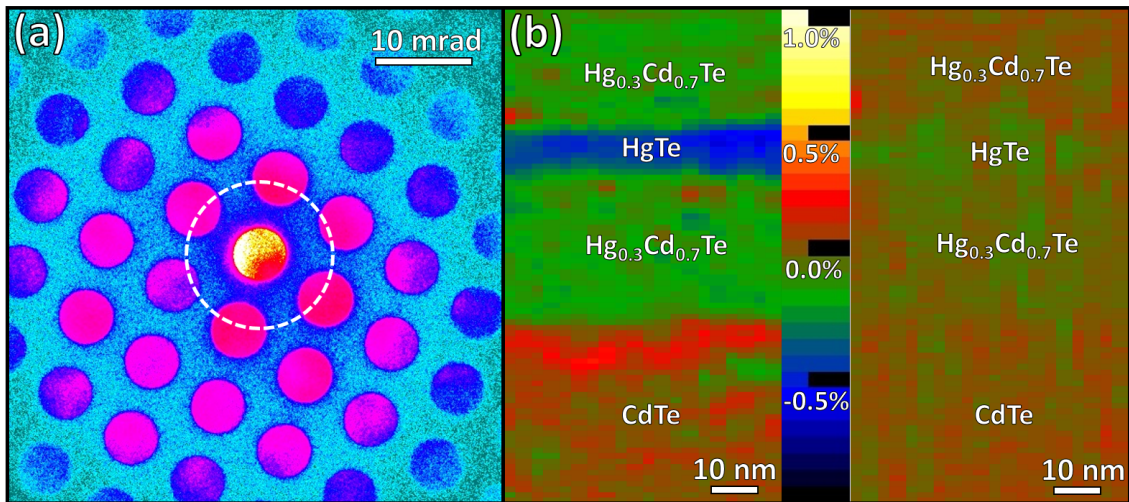 (a)
10 mrad
(b)
Hg0.3Cd0.7Te
HgTe
Hg0.3Cd0.7Te
CdTe
10 nm
1.0%
0.5%
0.0%
-0.5%
Hg0.3Cd0.7Te
HgTe
Hg0.3Cd0.7Te
CdTe
10 nm